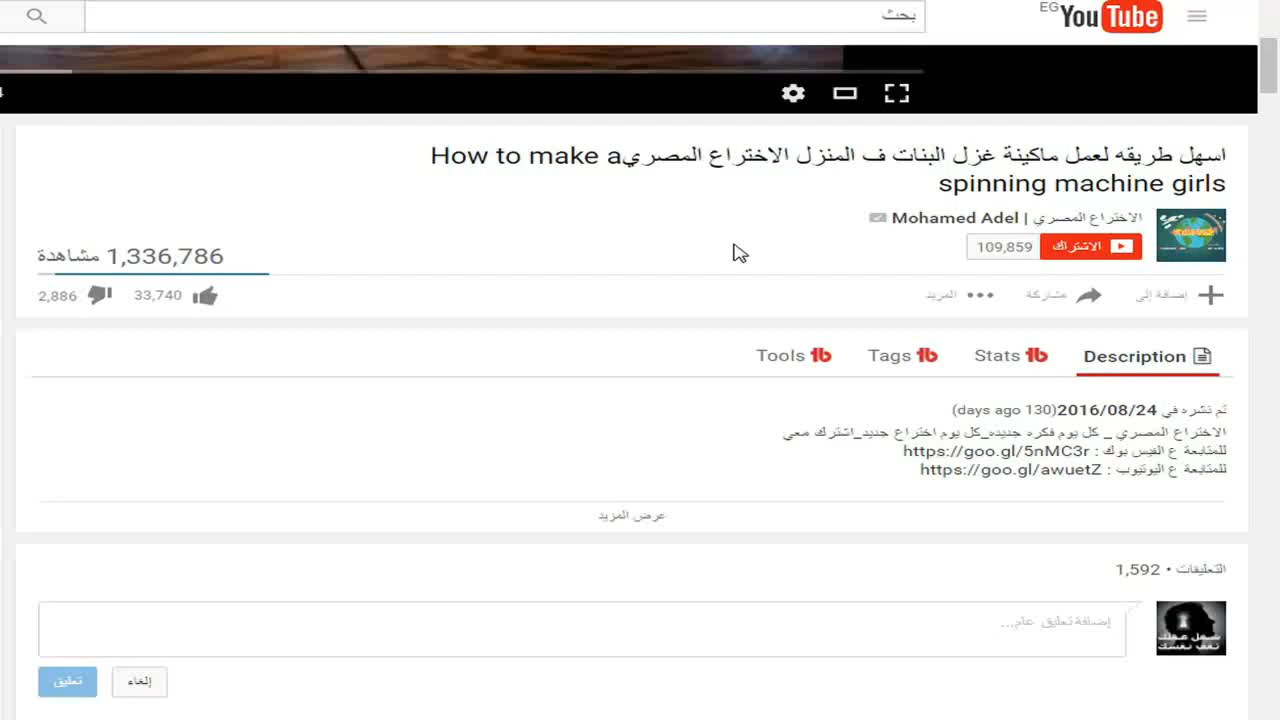 EG
YouTube
بحث
اسهل طريقه لعمل ماكينة غزل البنات ف المنزل الاختراع المصريHow to make a
spinning machine girls
الاختراع المصري | Mohamed Adel
الاشتراك 109,859
1,336,786 مشاهدة
إضافة إلى مشاركة المزيد
33,740 2,886
Description Stats Tags Tools
تم نشره في 2016/08/24(130 days ago)
الاختراع المصري _ كل يوم فكره جديده_كل يوم اختراع جديد_اشترك معي
للمتابعة ع الفيس بوك : https://goo.gl/5nMC3r
للمتابعة ع اليوتيوب : https://goo.gl/awuetZ
عرض المزيد
التعليقات • 1,592
إضافة تعليق عام...
شغل عقلك
تقف نفسك
إلغاء تعليق